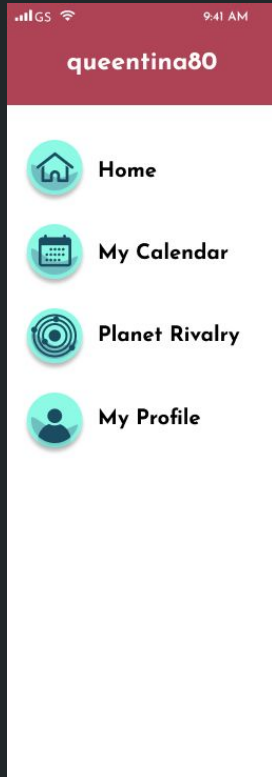 GS 9:41 AM
queentina80
Home
My Calendar
Planet Rivalry
My Profile